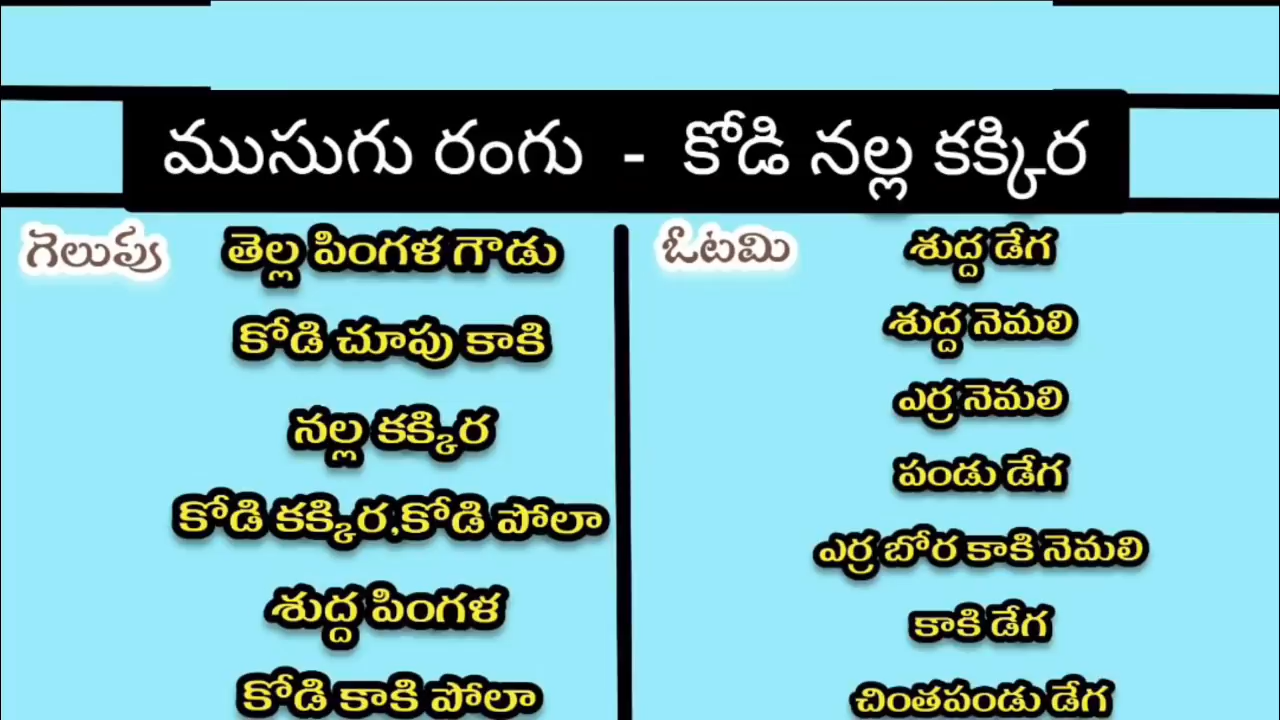 ముసుగు రంగు - కోడి నల్ల కక్కిర
గెలుపు
తెల్ల పింగళ గౌడు
కోడి చూపు కాకి
నల్ల కక్కిర
కోడి కక్కిర,కోడి పోలా
శుద్ద పింగళ
కోడి కాకి పోలా
ఓటమి
శుద్ద డేగ
శుద్ద నెమలి
ఎర్ర నెమలి
పండు డేగ
ఎర్ర బోర కాకి నెమలి
కాకి డేగ
చింతపండు డేగ